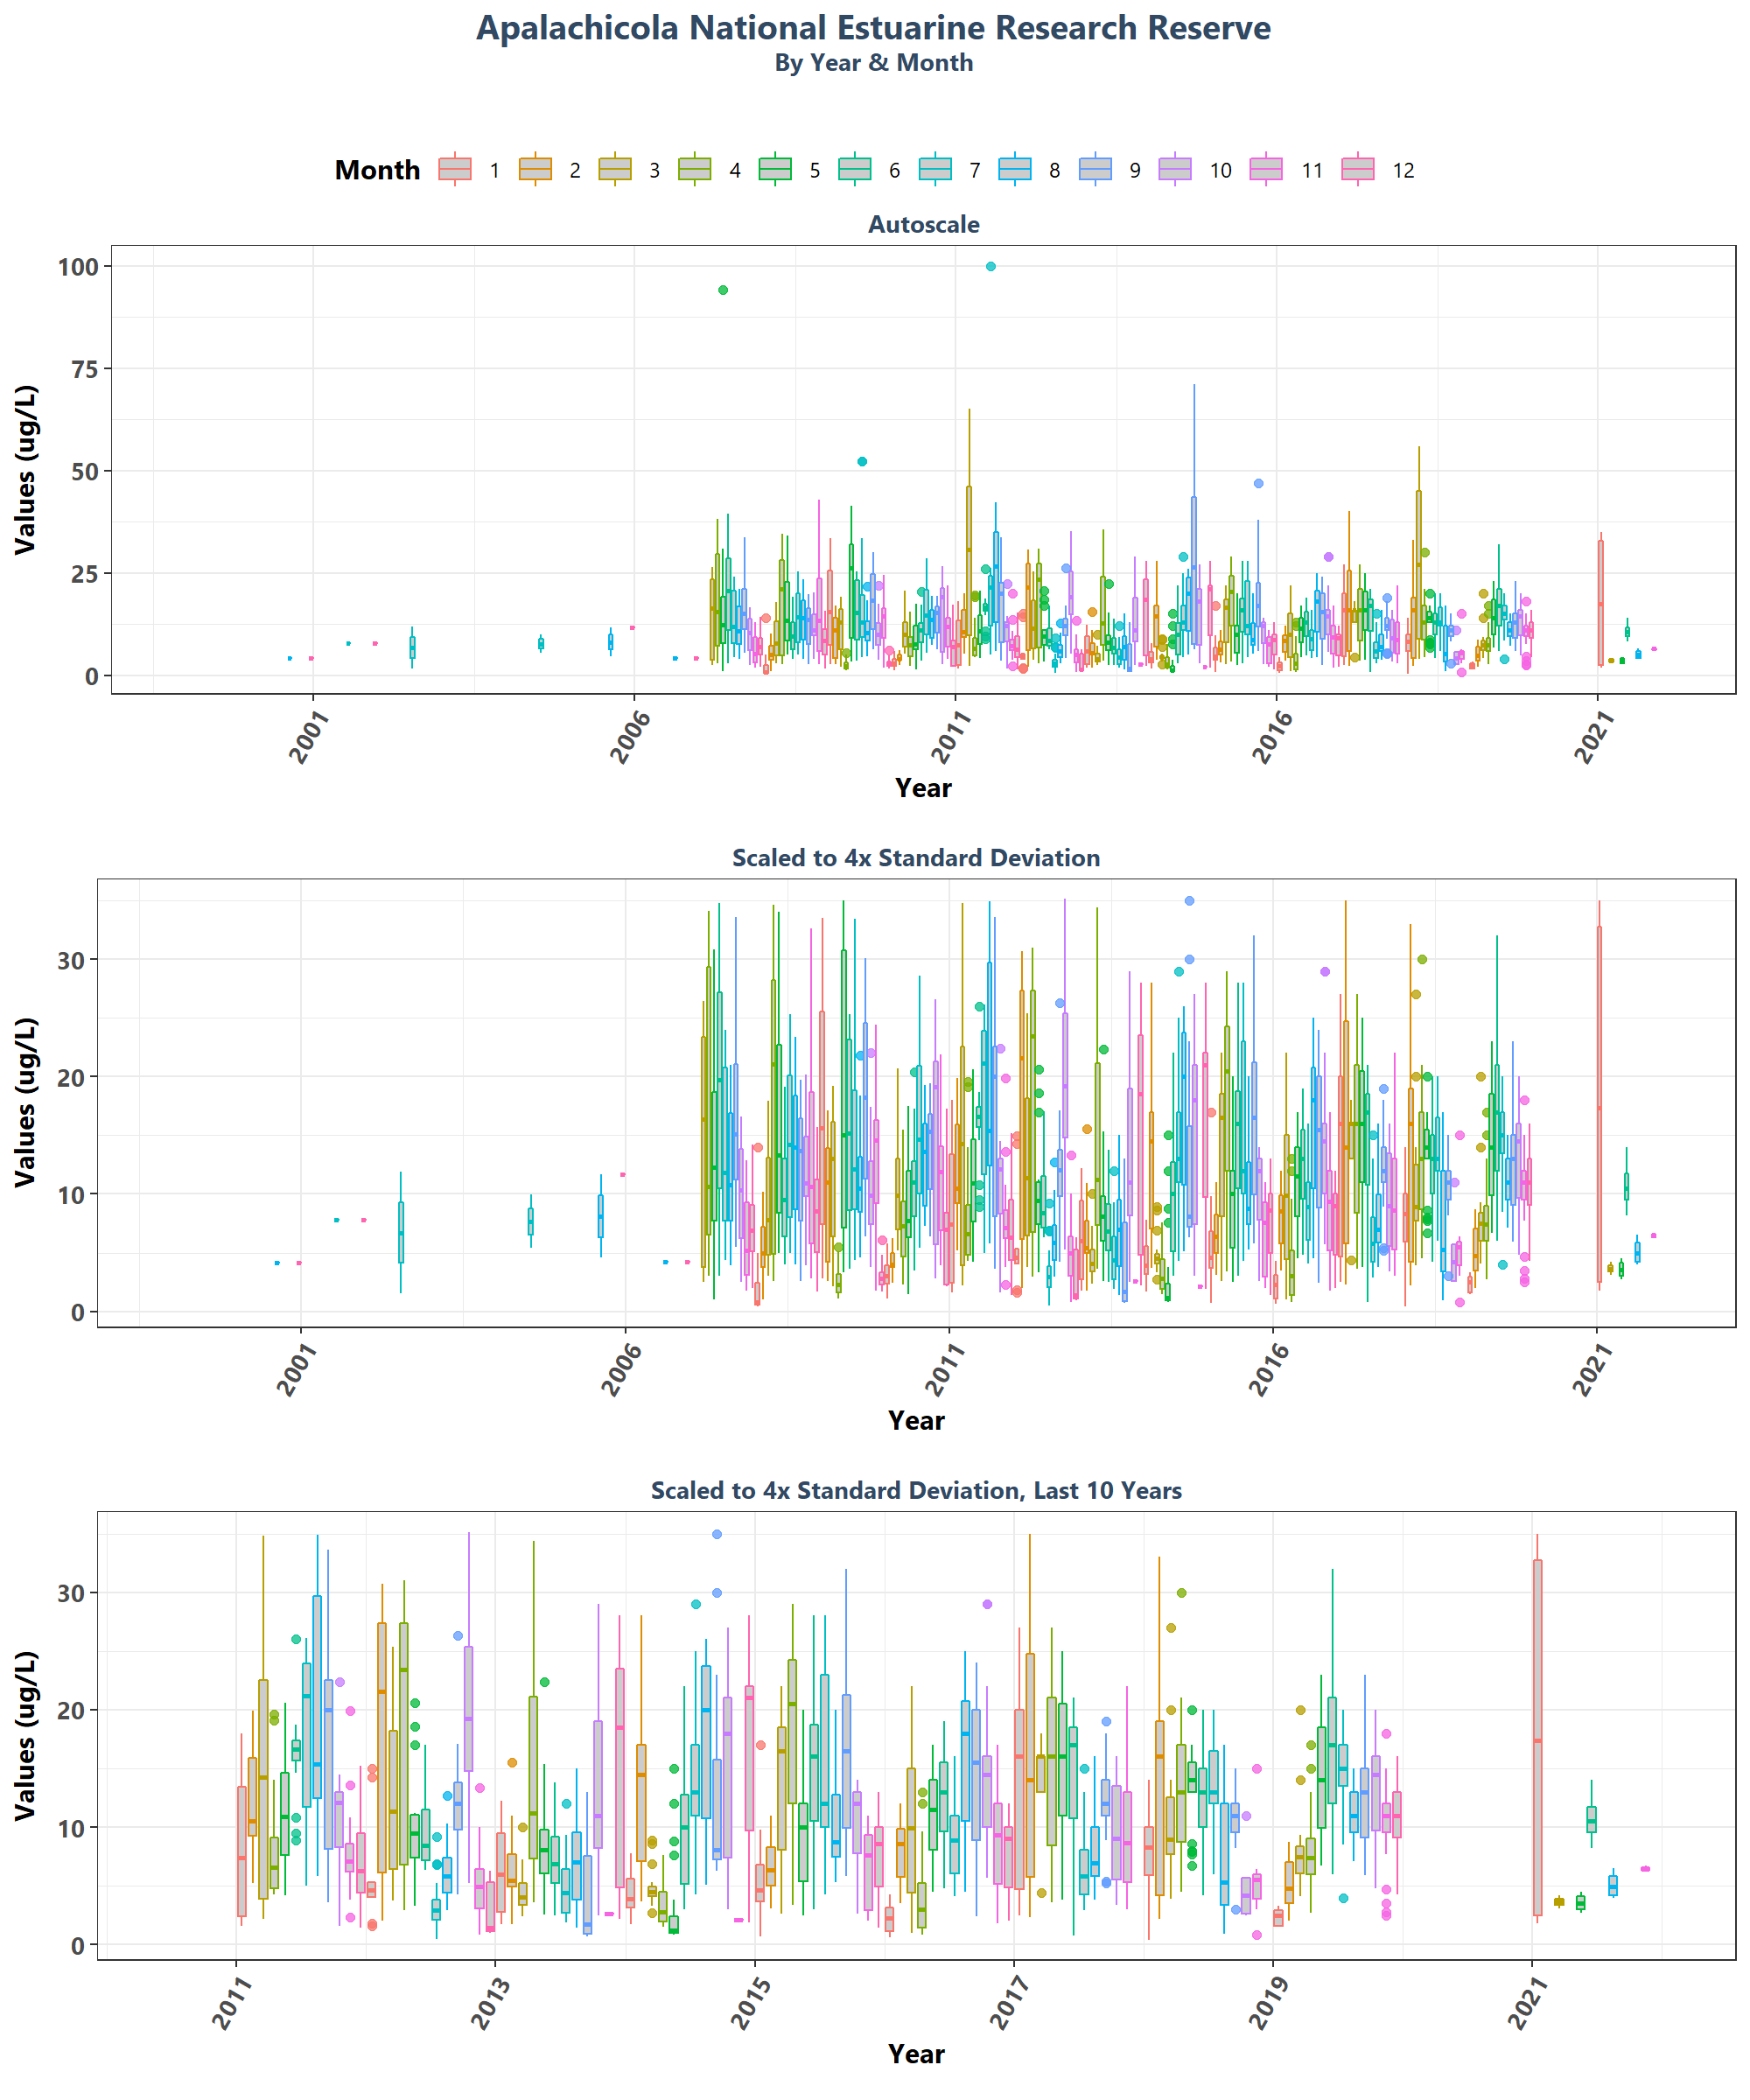 Apalachicola National Estuarine Research Reserve
By Year & Month
Month 1 2 3 4 5 6 7 8 9 10 11 12
Autoscale
Values (ug/L)
100
75
50
25
0
2001 2006 2011 2016 2021
Year
Scaled to 4x Standard Deviation
Values (ug/L)
30
20
10
0
2001 2006 2011 2016 2021
Year
Scaled to 4x Standard Deviation, Last 10 Years
Values (ug/L)
30
20
10
0
2011 2013 2015 2017 2019 2021
Year